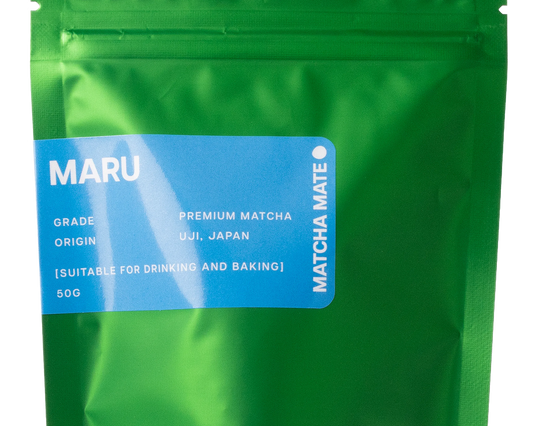 MARU
GRADE PREMIUM MATCHA
ORIGIN UJI, JAPAN
[SUITABLE FOR DRINKING AND BAKING]
50G
MATCHA MATE